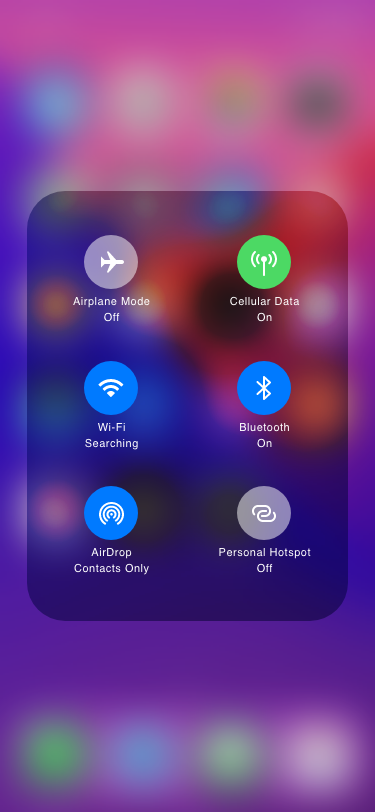 Airplane Mode
Off
Cellular Data
On
Wi-Fi
Searching
Bluetooth
On
AirDrop
Contacts Only
Personal Hotspot
Off